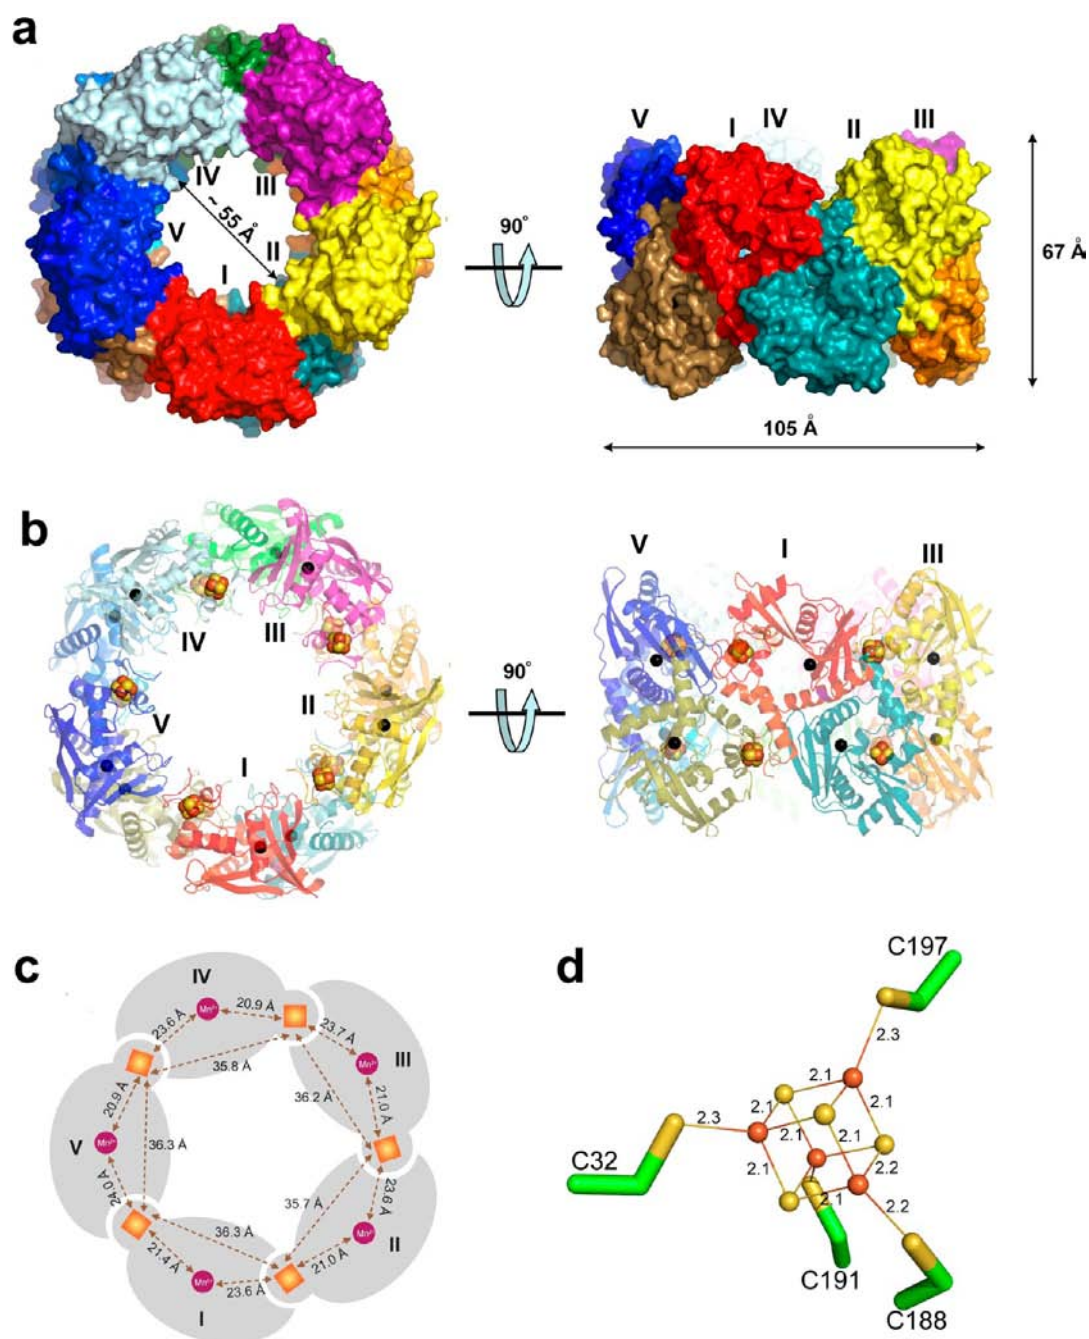 a
V
I
IV
II
III
IV
III
~ 55 Å
V
II
I
90°
67 Å
105 Å
b
V
I
III
IV
III
90°
V
II
I
c
d
C197
IV
20.9 Å
23.6 Å
23.7 Å
III
2.3
35.8 Å
2.1
20.9 Å
36.2 Å
21.0 Å
2.3
2.1
2.1
V
36.3 Å
2.1
2.1
C32
2.1
2.2
24.0 Å
35.7 Å
23.6 Å
2.1
2.2
36.3 Å
II
21.4 Å
21.0 Å
C191
23.6 Å
C188
I
Mn²⁺
Mn²⁺
Mn²⁺
Mn²⁺
Mn²⁺